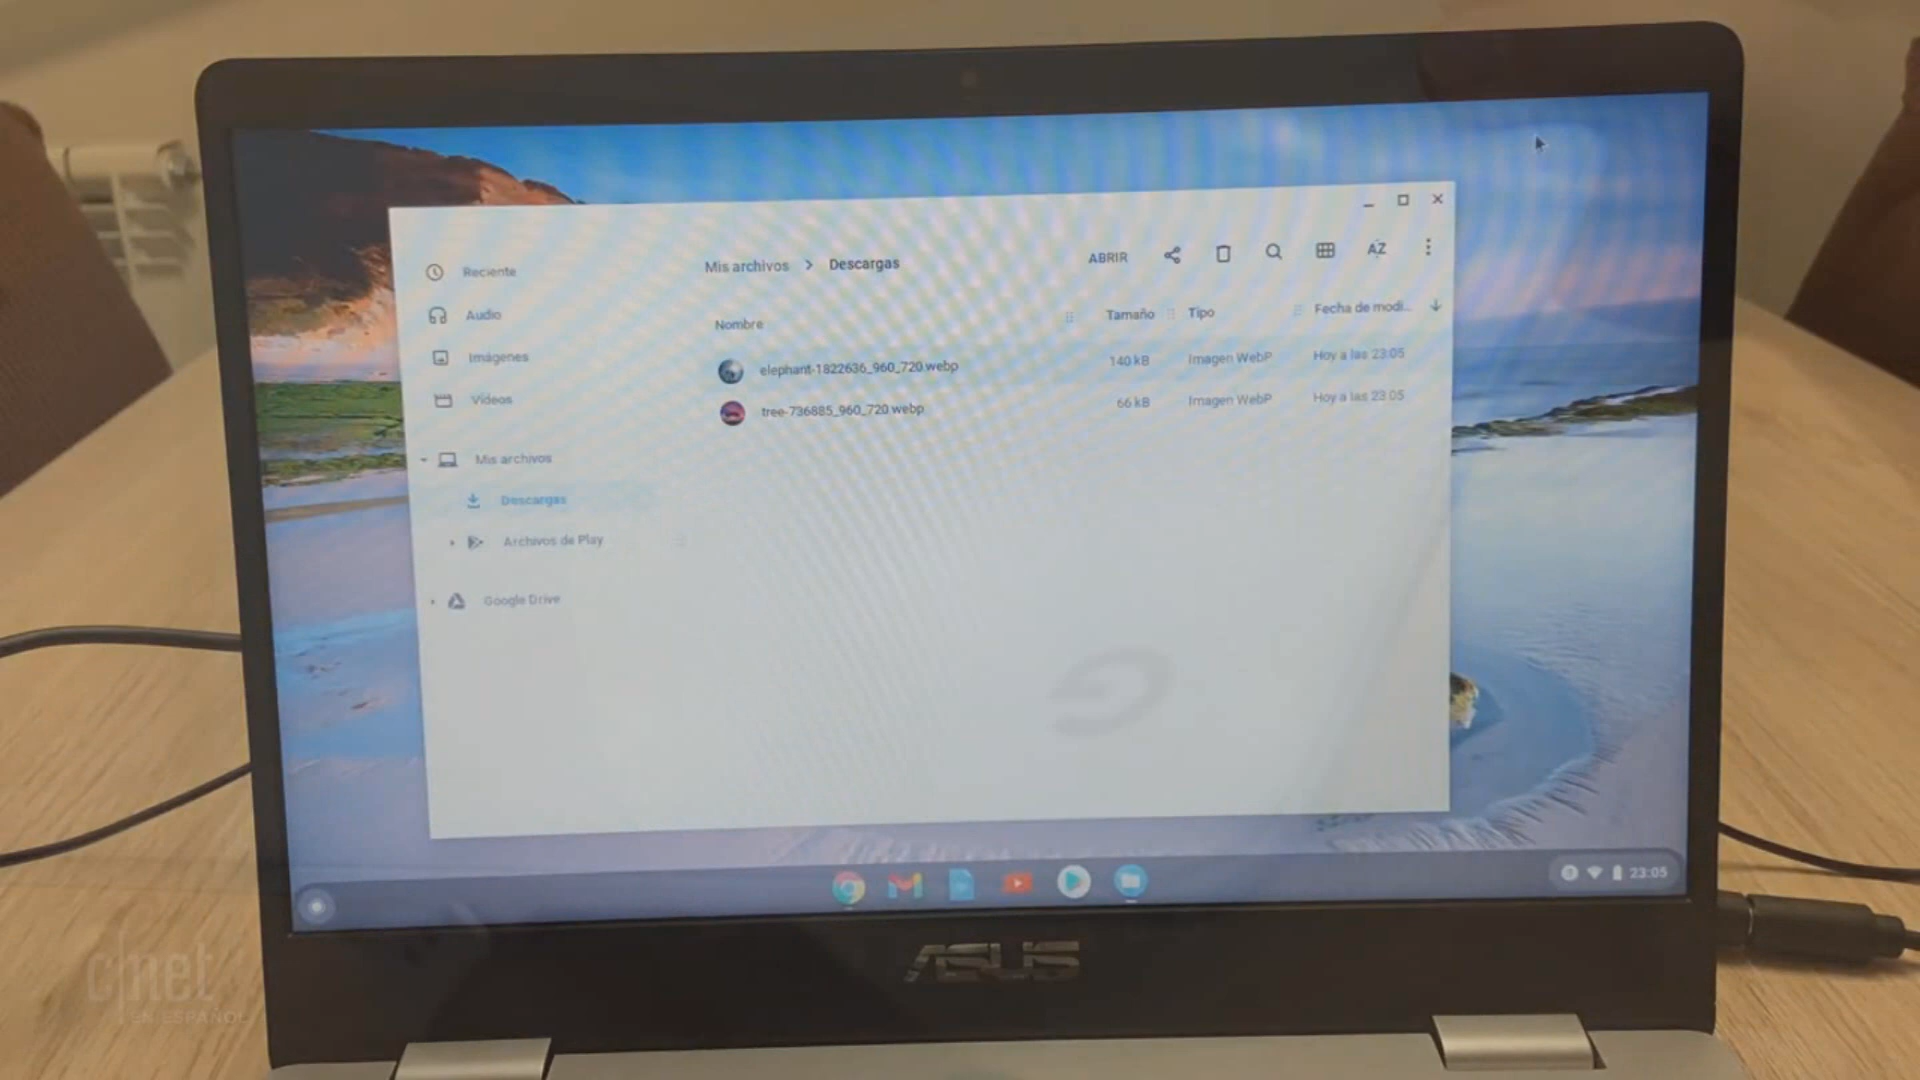 Reciente
Audio
Imágenes
Vídeos
Mis archivos
Descargas
Archivos de Play
Google Drive
Mis archivos > Descargas
ABRIR
AZ
Nombre Tamaño Tipo Fecha de modi...
elephant-1822636_960_720.webp 140 kB Imagen WebP Hoy a las 23:05
tree-736885_960_720.webp 66 kB Imagen WebP Hoy a las 23:05
23:05
ASUS
c|net
EN ESPAÑOL